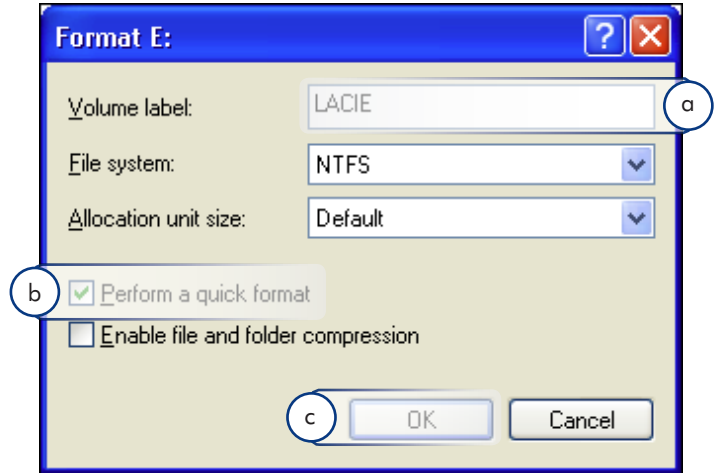 Format E:
Volume label: LACIE a
File system: NTFS
Allocation unit size: Default
b Perform a quick format
Enable file and folder compression
c OK Cancel